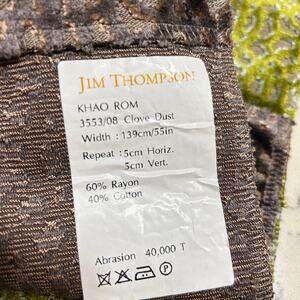 JIM THOMPSON
KHAO ROM
3553/08 Clove Dust
Width : 139cm/55in
Repeat : 5cm Horiz.
5cm Vert.
60% Rayon
40% Cotton
Abrasion 40,000 T
P